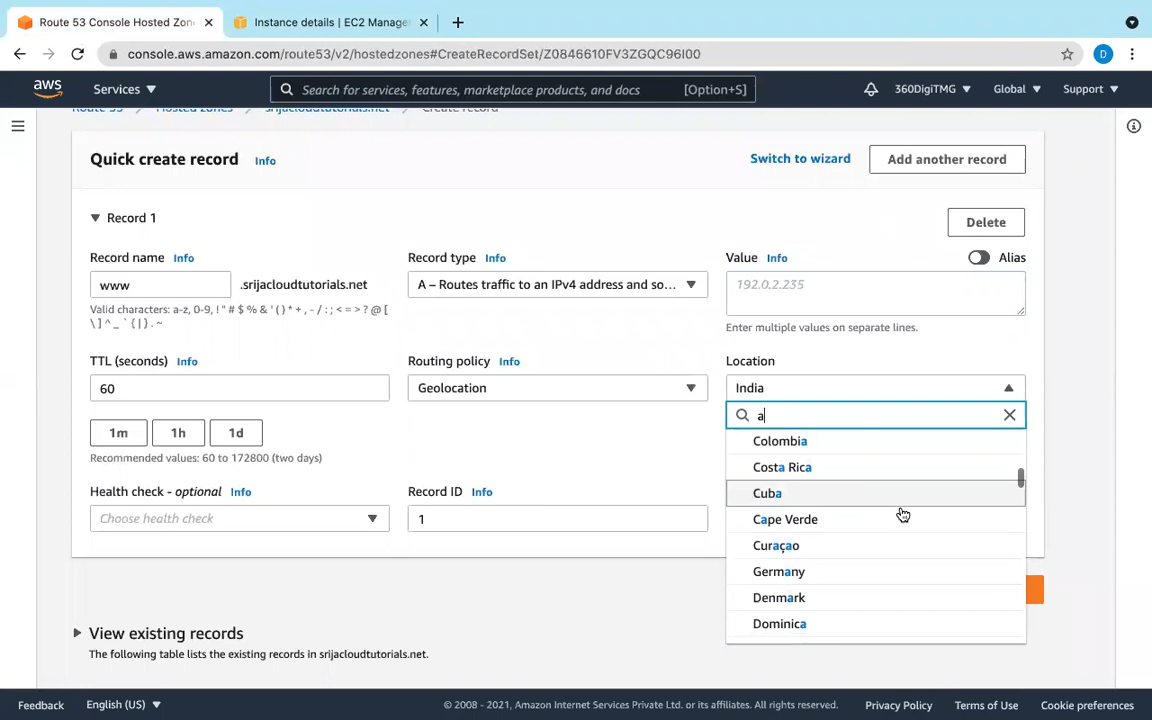 Route 53 Console Hosted Zon
Instance details | EC2 Manage
console.aws.amazon.com/route53/v2/hostedzones#CreateRecordSet/Z0846610FV3ZGQC96I00
D
aws
Services
Search for services, features, marketplace products, and docs [Option+S]
360DigiTMG
Global
Support
Route 53
Hosted zones
srijacloudtutorials.net
Create record
Quick create record Info
Switch to wizard
Add another record
Record 1
Delete
Record name Info
www
.srijacloudtutorials.net
Valid characters: a-z, 0-9, ! " # $ % & ' ( ) * + , - / : ; < = > ? @ [
\ ] ^ _ ` { | } . ~
Record type Info
A – Routes traffic to an IPv4 address and so...
Value Info
Alias
192.0.2.235
Enter multiple values on separate lines.
TTL (seconds) Info
60
1m
1h
1d
Recommended values: 60 to 172800 (two days)
Routing policy Info
Geolocation
Location
India
a
Colombia
Costa Rica
Cuba
Cape Verde
Curaçao
Germany
Denmark
Dominica
Health check - optional Info
Choose health check
Record ID Info
1
View existing records
The following table lists the existing records in srijacloudtutorials.net.
Feedback
English (US)
© 2008 - 2021, Amazon Internet Services Private Ltd. or its affiliates. All rights reserved.
Privacy Policy
Terms of Use
Cookie preferences